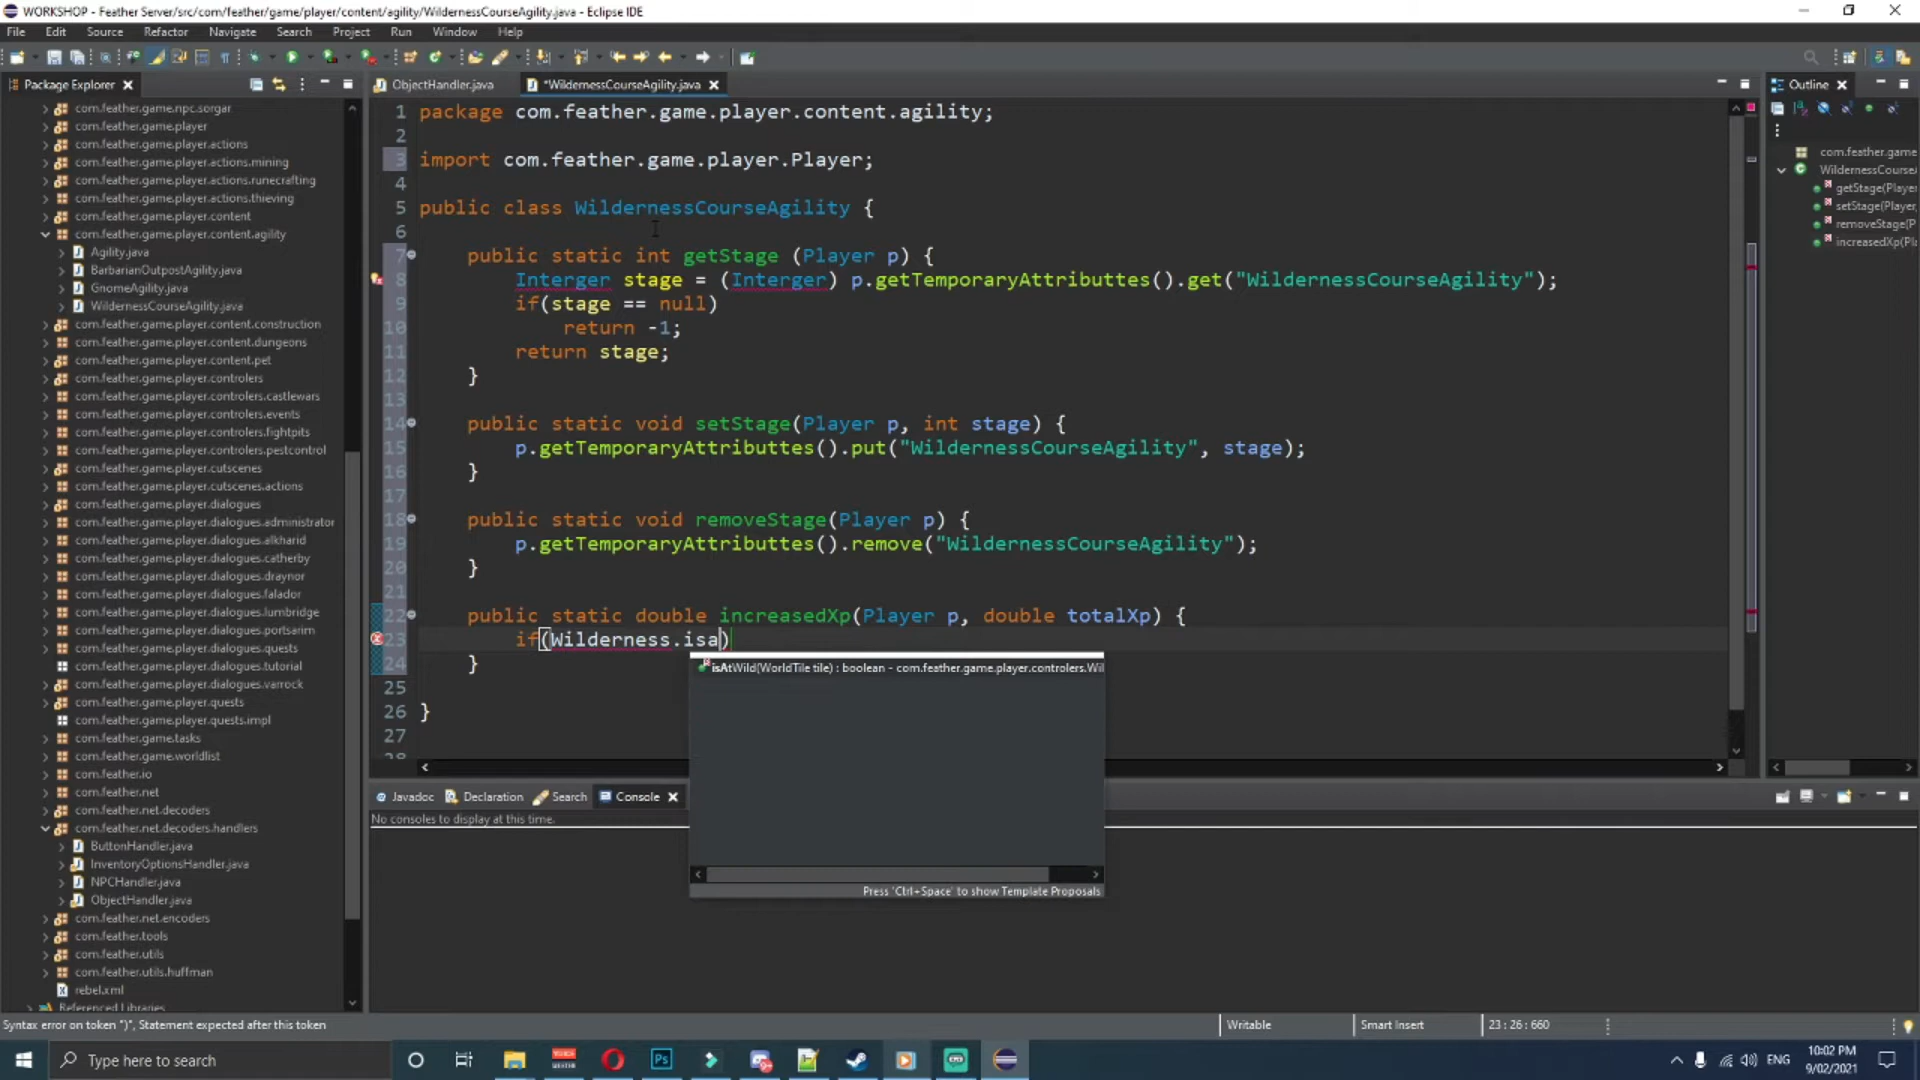 WORKSHOP - Feather Server/src/com/feather/game/player/content/agility/WildernessCourseAgility.java - Eclipse IDE
File Edit Source Refactor Navigate Search Project Run Window Help
Package Explorer
ObjectHandler.java
*WildernessCourseAgility.java
Outline
com.feather.game.npc.sorgar
com.feather.game.player
com.feather.game.player.actions
com.feather.game.player.actions.mining
com.feather.game.player.actions.runecrafting
com.feather.game.player.actions.thieving
com.feather.game.player.content
com.feather.game.player.content.agility
Agility.java
BarbarianOutpostAgility.java
GnomeAgility.java
WildernessCourseAgility.java
com.feather.game.player.content.construction
com.feather.game.player.content.dungeons
com.feather.game.player.content.pet
com.feather.game.player.controlers
com.feather.game.player.controlers.castlewars
com.feather.game.player.controlers.events
com.feather.game.player.controlers.fightpits
com.feather.game.player.controlers.pestcontrol
com.feather.game.player.cutscenes
com.feather.game.player.cutscenes.actions
com.feather.game.player.dialogues
com.feather.game.player.dialogues.administrator
com.feather.game.player.dialogues.alkharid
com.feather.game.player.dialogues.catherby
com.feather.game.player.dialogues.draynor
com.feather.game.player.dialogues.falador
com.feather.game.player.dialogues.lumbridge
com.feather.game.player.dialogues.portsarim
com.feather.game.player.dialogues.quests
com.feather.game.player.dialogues.tutorial
com.feather.game.player.dialogues.varrock
com.feather.game.player.quests
com.feather.game.player.quests.impl
com.feather.game.tasks
com.feather.game.worldlist
com.feather.io
com.feather.net
com.feather.net.decoders
com.feather.net.decoders.handlers
ButtonHandler.java
InventoryOptionsHandler.java
NPCHandler.java
ObjectHandler.java
com.feather.net.encoders
com.feather.tools
com.feather.utils
com.feather.utils.huffman
rebel.xml
Referenced Libraries
1 package com.feather.game.player.content.agility;
2
3 import com.feather.game.player.Player;
4
5 public class WildernessCourseAgility {
6
7 public static int getStage (Player p) {
8 Interger stage = (Interger) p.getTemporaryAttributtes().get("WildernessCourseAgility");
9 if(stage == null)
10 return -1;
11 return stage;
12 }
13
14 public static void setStage(Player p, int stage) {
15 p.getTemporaryAttributtes().put("WildernessCourseAgility", stage);
16 }
17
18 public static void removeStage(Player p) {
19 p.getTemporaryAttributtes().remove("WildernessCourseAgility");
20 }
21
22 public static double increasedXp(Player p, double totalXp) {
23 if(Wilderness.isa)
24 }
25
26 }
27
28
isAtWild(WorldTile tile) : boolean - com.feather.game.player.controlers.Wil
Press 'Ctrl+Space' to show Template Proposals
com.feather.game
WildernessCourse
getStage(Player
setStage(Player,
removeStage(P
increasedXp(Pl
Javadoc Declaration Search Console
No consoles to display at this time.
Syntax error on token ")", Statement expected after this token
Writable
Smart Insert
23 : 26 : 660
Type here to search
ENG
10:02 PM
9/02/2021